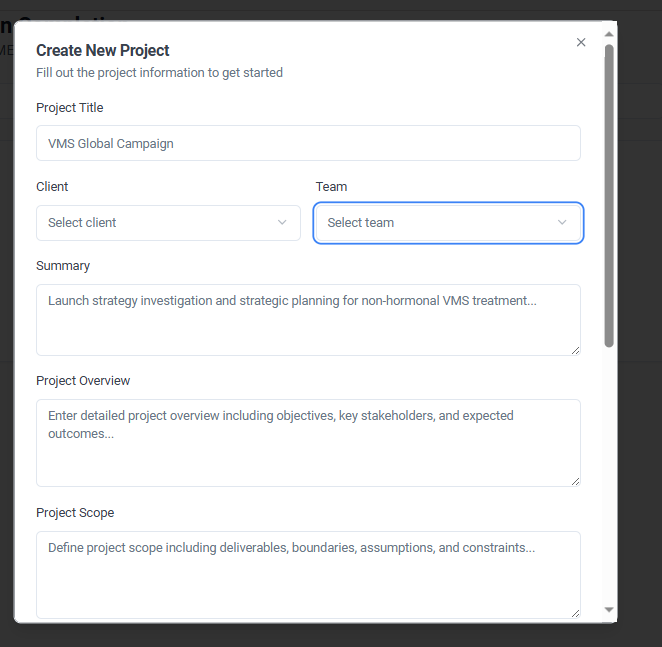 Create New Project
Fill out the project information to get started
Project Title
VMS Global Campaign
Client
Team
Select client
Select team
Summary
Launch strategy investigation and strategic planning for non-hormonal VMS treatment...
Project Overview
Enter detailed project overview including objectives, key stakeholders, and expected
outcomes...
Project Scope
Define project scope including deliverables, boundaries, assumptions, and constraints...